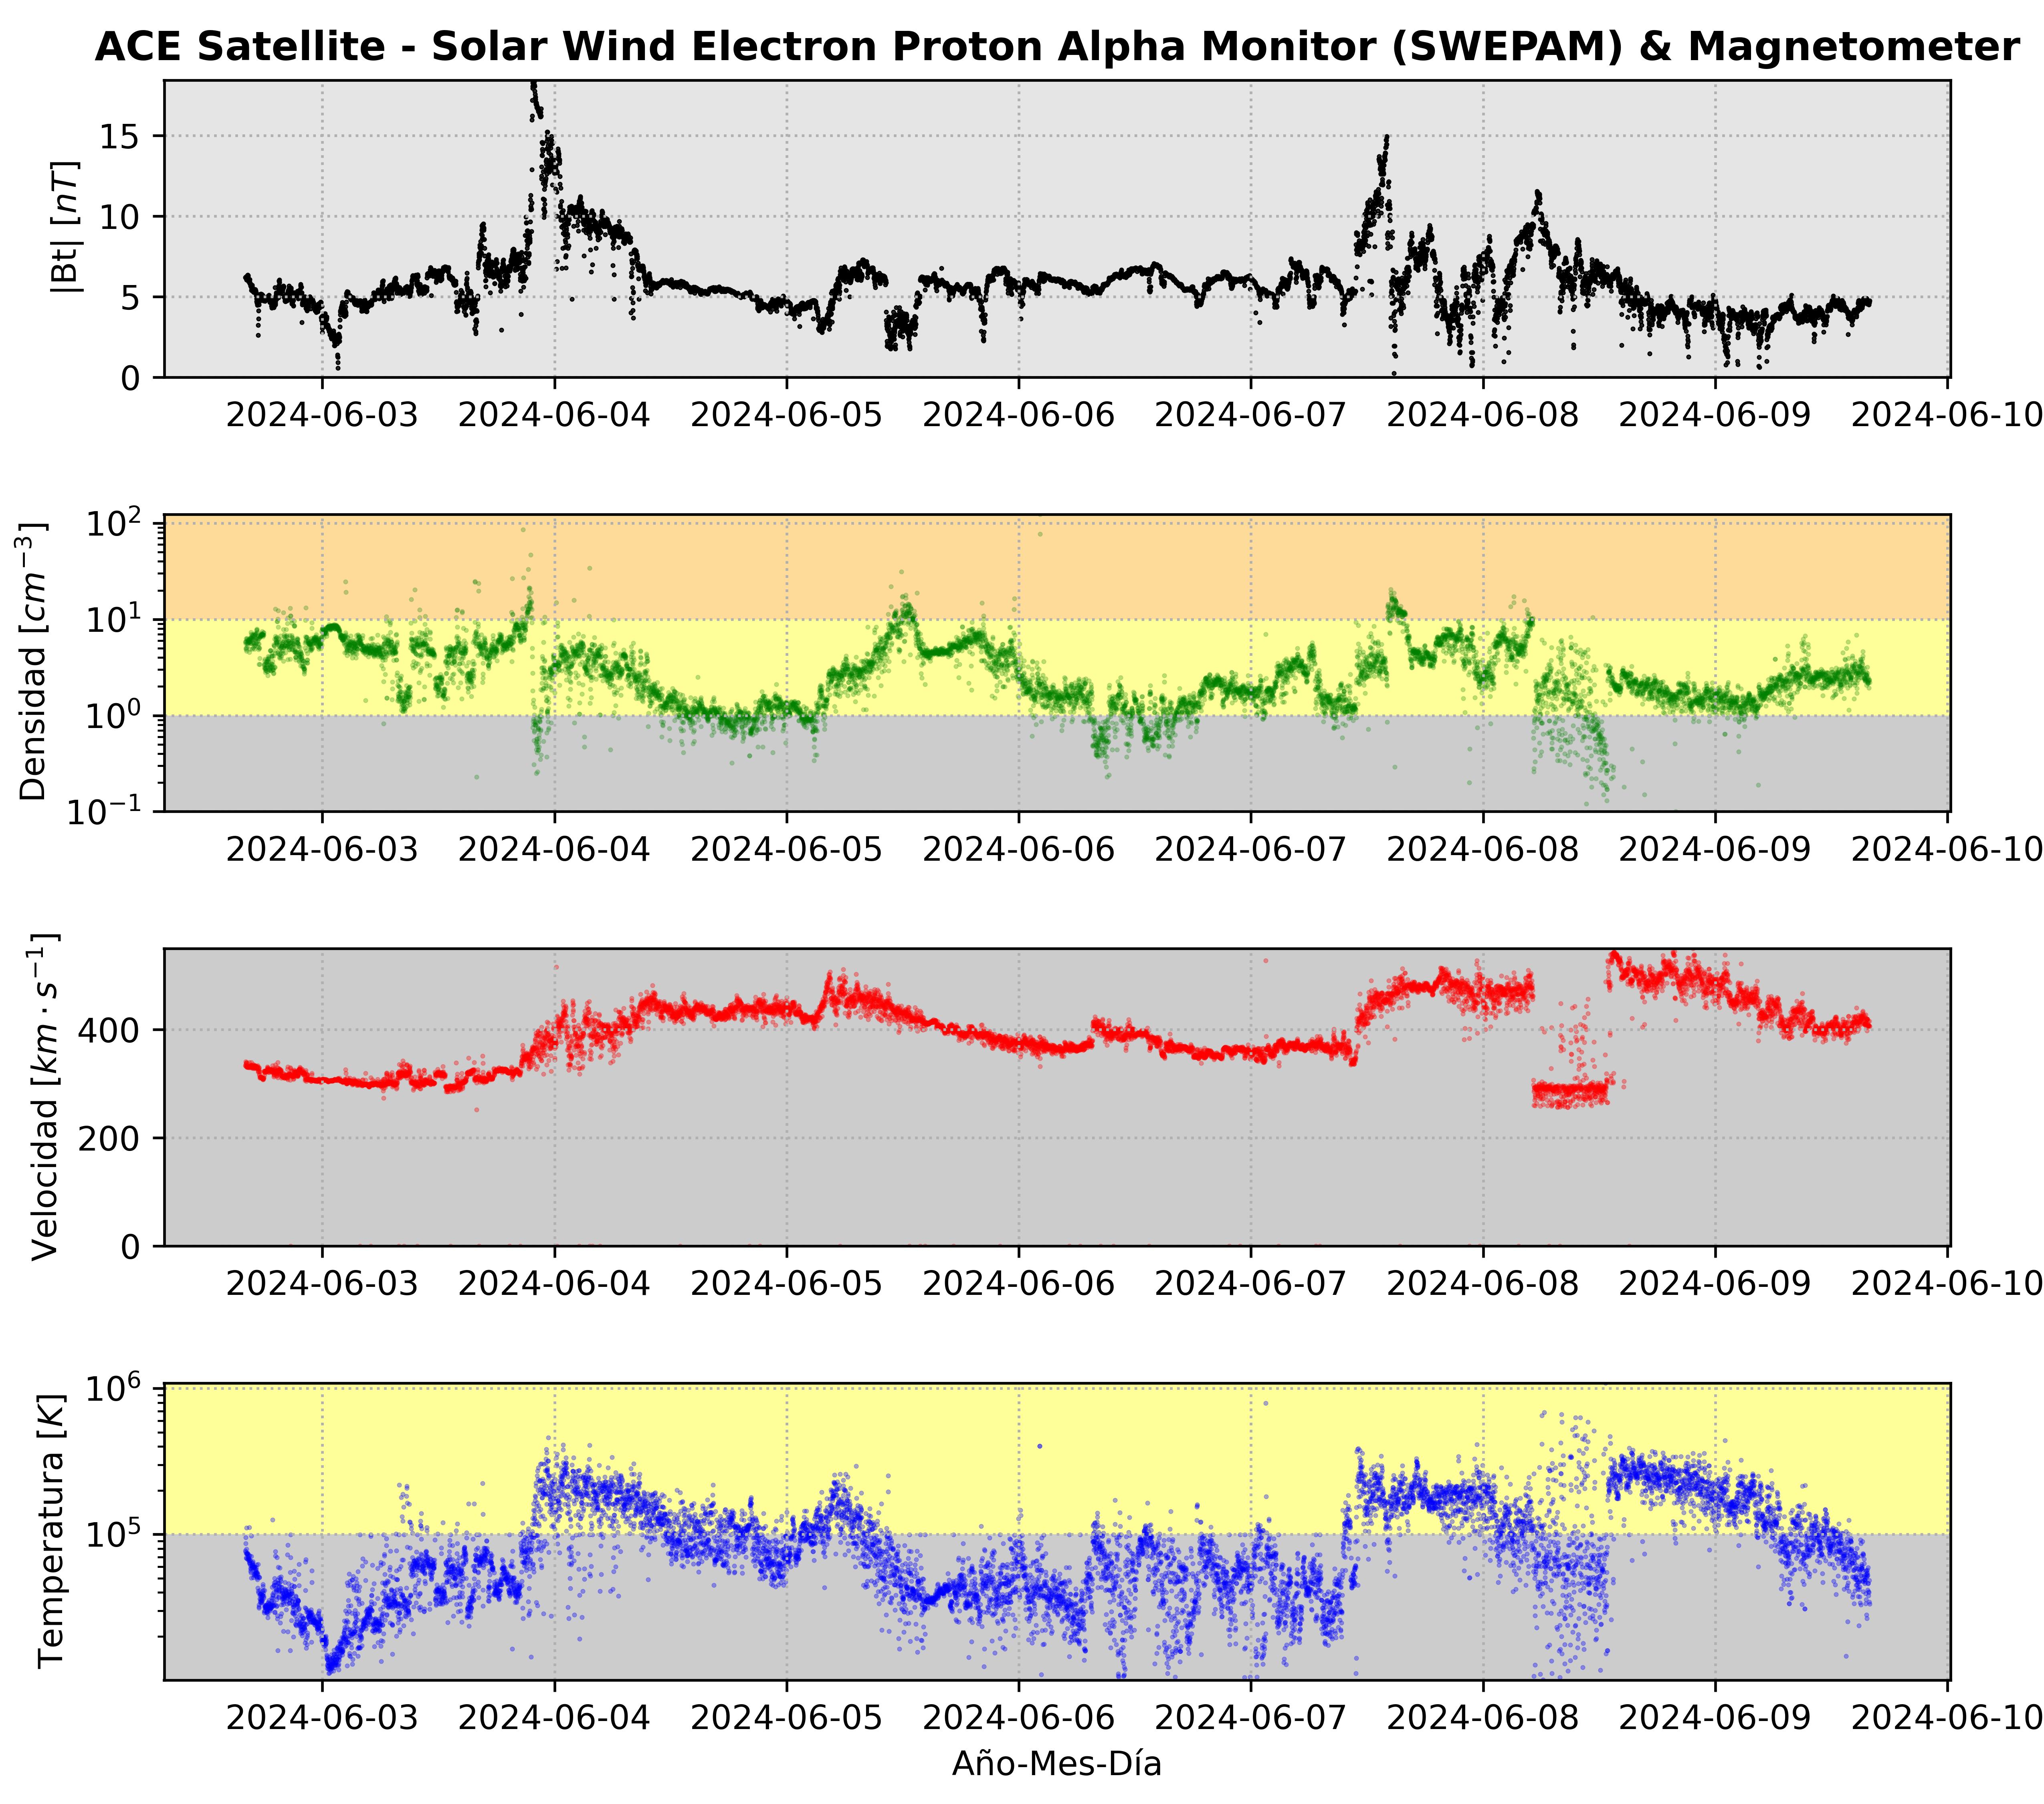 ACE Satellite - Solar Wind Electron Proton Alpha Monitor (SWEPAM) & Magnetometer
|Bt| [nT]
15
10
5
0
2024-06-03 2024-06-04 2024-06-05 2024-06-06 2024-06-07 2024-06-08 2024-06-09 2024-06-10
Densidad [cm⁻³]
10²
10¹
10⁰
10⁻¹
2024-06-03 2024-06-04 2024-06-05 2024-06-06 2024-06-07 2024-06-08 2024-06-09 2024-06-10
Velocidad [km · s⁻¹]
400
200
0
2024-06-03 2024-06-04 2024-06-05 2024-06-06 2024-06-07 2024-06-08 2024-06-09 2024-06-10
Temperatura [K]
10⁶
10⁵
2024-06-03 2024-06-04 2024-06-05 2024-06-06 2024-06-07 2024-06-08 2024-06-09 2024-06-10
Año-Mes-Día